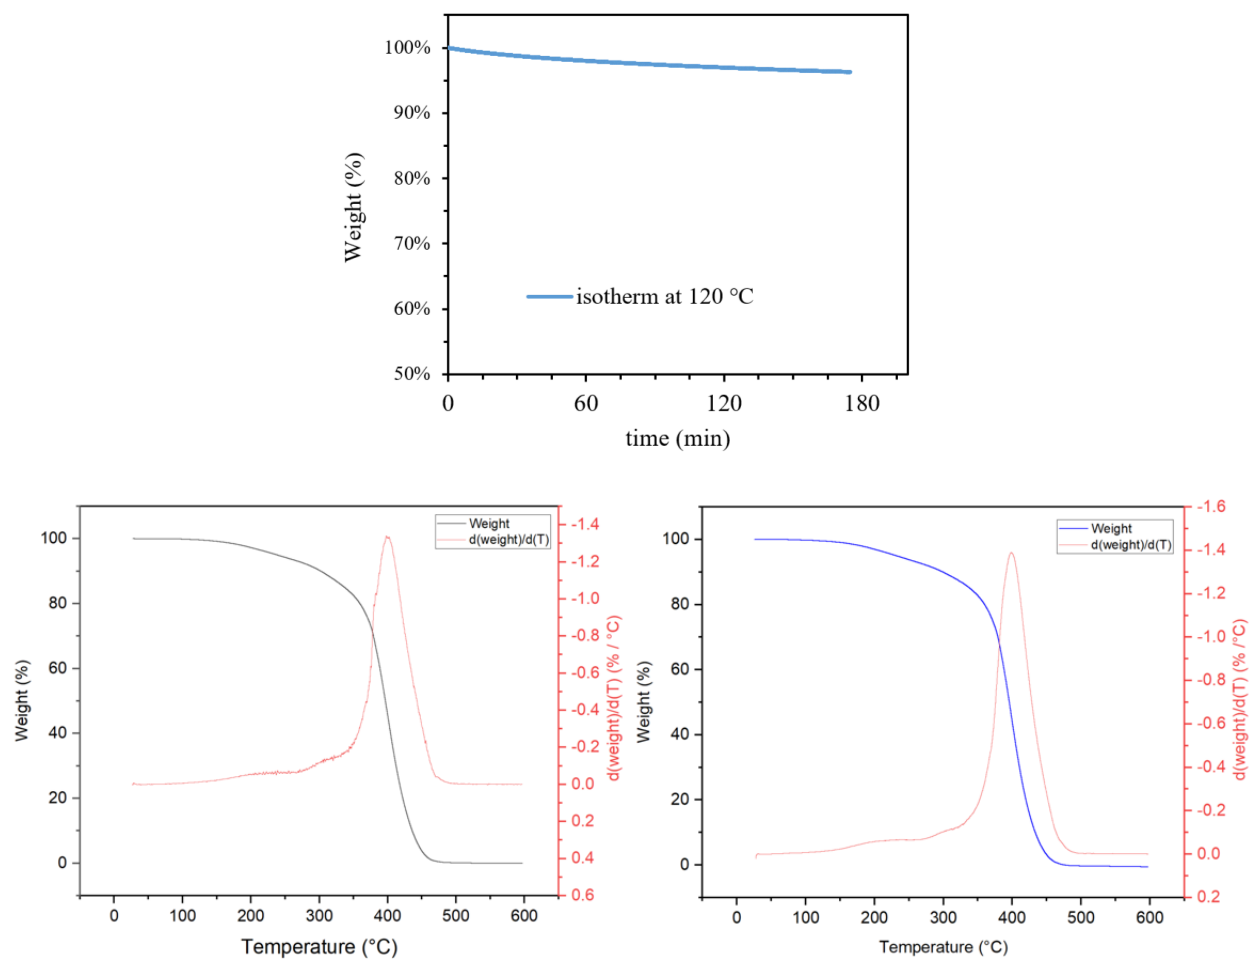 100%
90%
80%
70%
60%
50%
Weight (%)
isotherm at 120 °C
0 60 120 180
time (min)
100
80
60
40
20
0
Weight (%)
Weight
d(weight)/d(T)
-1.4
-1.2
-1.0
-0.8
-0.6
-0.4
-0.2
0.0
0.2
0.4
0.6
d(weight)/d(T) (% / °C)
0 100 200 300 400 500 600
Temperature (°C)
100
80
60
40
20
0
Weight (%)
Weight
d(weight)/d(T)
-1.6
-1.4
-1.2
-1.0
-0.8
-0.6
-0.4
-0.2
0.0
0.2
d(weight)/d(T) (% /°C)
0 100 200 300 400 500 600
Temperature (°C)